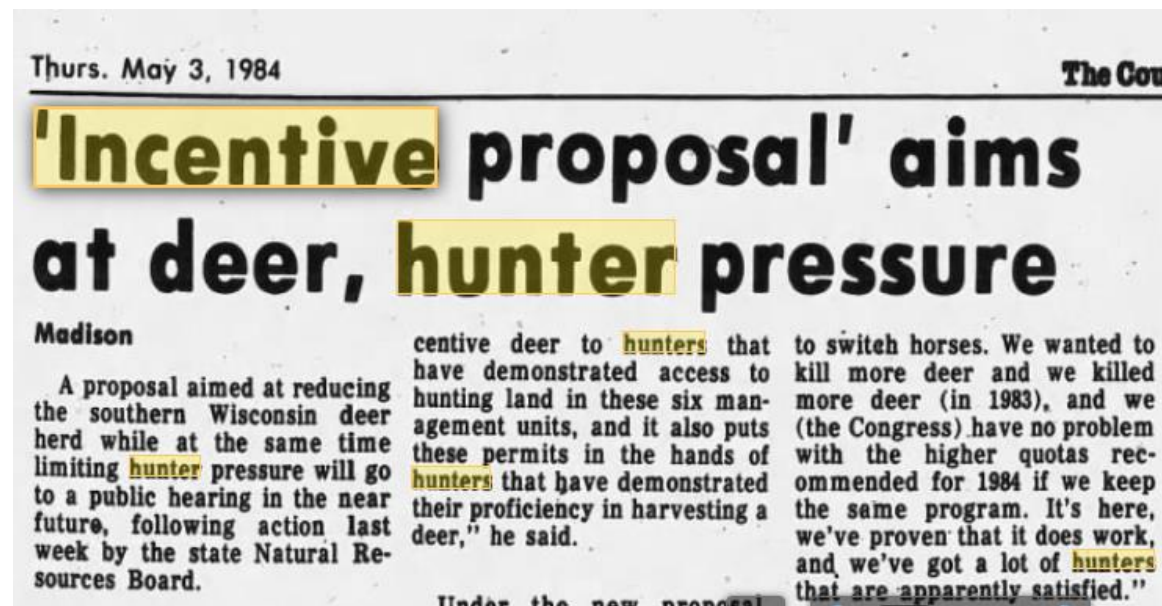 Thurs. May 3, 1984
The Cou
'Incentive proposal' aims
at deer, hunter pressure
Madison
A proposal aimed at reducing
the southern Wisconsin deer
herd while at the same time
limiting hunter pressure will go
to a public hearing in the near
future, following action last
week by the state Natural Re-
sources Board.
centive deer to hunters that
have demonstrated access to
hunting land in these six man-
agement units, and it also puts
these permits in the hands of
hunters that have demonstrated
their proficiency in harvesting a
deer," he said.
Under the new proposal
to switch horses. We wanted to
kill more deer and we killed
more deer (in 1983), and we
(the Congress) have no problem
with the higher quotas rec-
ommended for 1984 if we keep
the same program. It's here,
we've proven that it does work,
and we've got a lot of hunters
that are apparently satisfied."